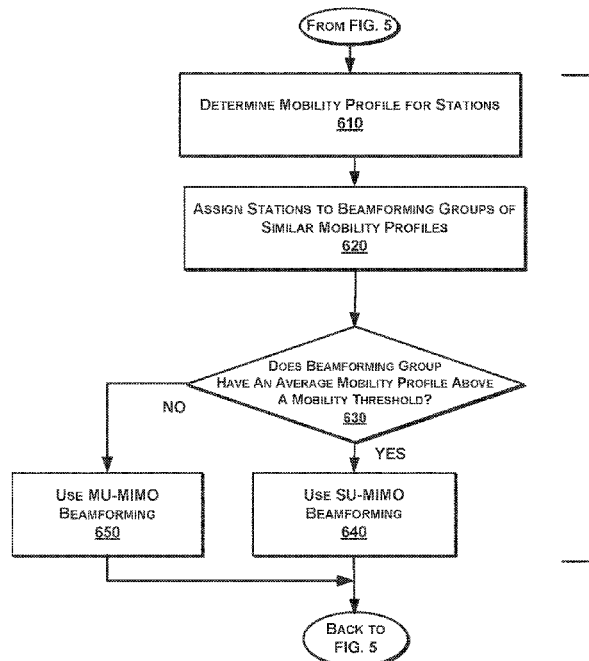 FROM FIG. 5
DETERMINE MOBILITY PROFILE FOR STATIONS
610
ASSIGN STATIONS TO BEAMFORMING GROUPS OF
SIMILAR MOBILITY PROFILES
620
DOES BEAMFORMING GROUP
HAVE AN AVERAGE MOBILITY PROFILE ABOVE
A MOBILITY THRESHOLD?
630
NO
YES
USE MU-MIMO
BEAMFORMING
650
USE SU-MIMO
BEAMFORMING
640
BACK TO
FIG. 5